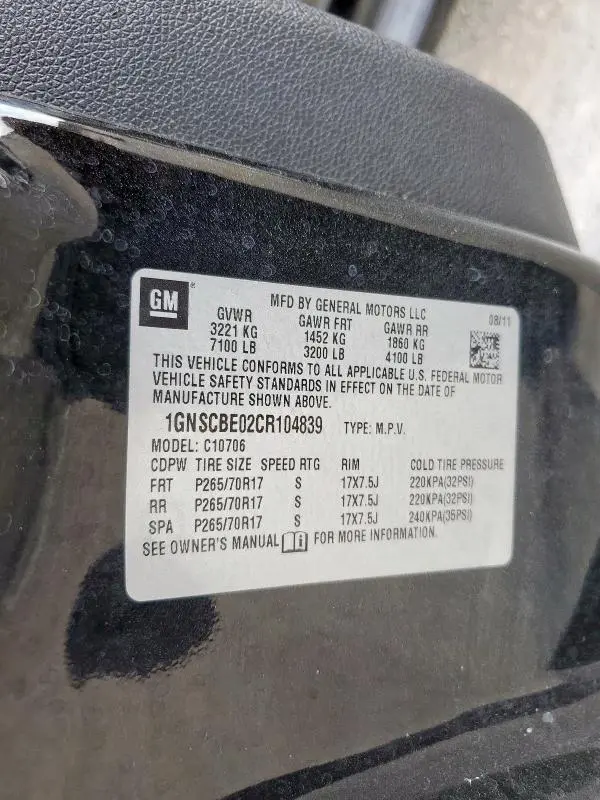 GM®
MFD BY GENERAL MOTORS LLC
08/11
GVWR GAWR FRT GAWR RR
3221 KG 1452 KG 1860 KG
7100 LB 3200 LB 4100 LB
THIS VEHICLE CONFORMS TO ALL APPLICABLE U.S. FEDERAL MOTOR
VEHICLE SAFETY STANDARDS IN EFFECT ON THE DATE OF
MANUFACTURE SHOWN ABOVE.
1GNSCBE02CR104839 TYPE: M.P.V.
MODEL: C10706
CDPW TIRE SIZE SPEED RTG RIM COLD TIRE PRESSURE
FRT P265/70R17 S 17X7.5J 220KPA(32PSI)
RR P265/70R17 S 17X7.5J 220KPA(32PSI)
SPA P265/70R17 S 17X7.5J 240KPA(35PSI)
SEE OWNER'S MANUAL i FOR MORE INFORMATION.